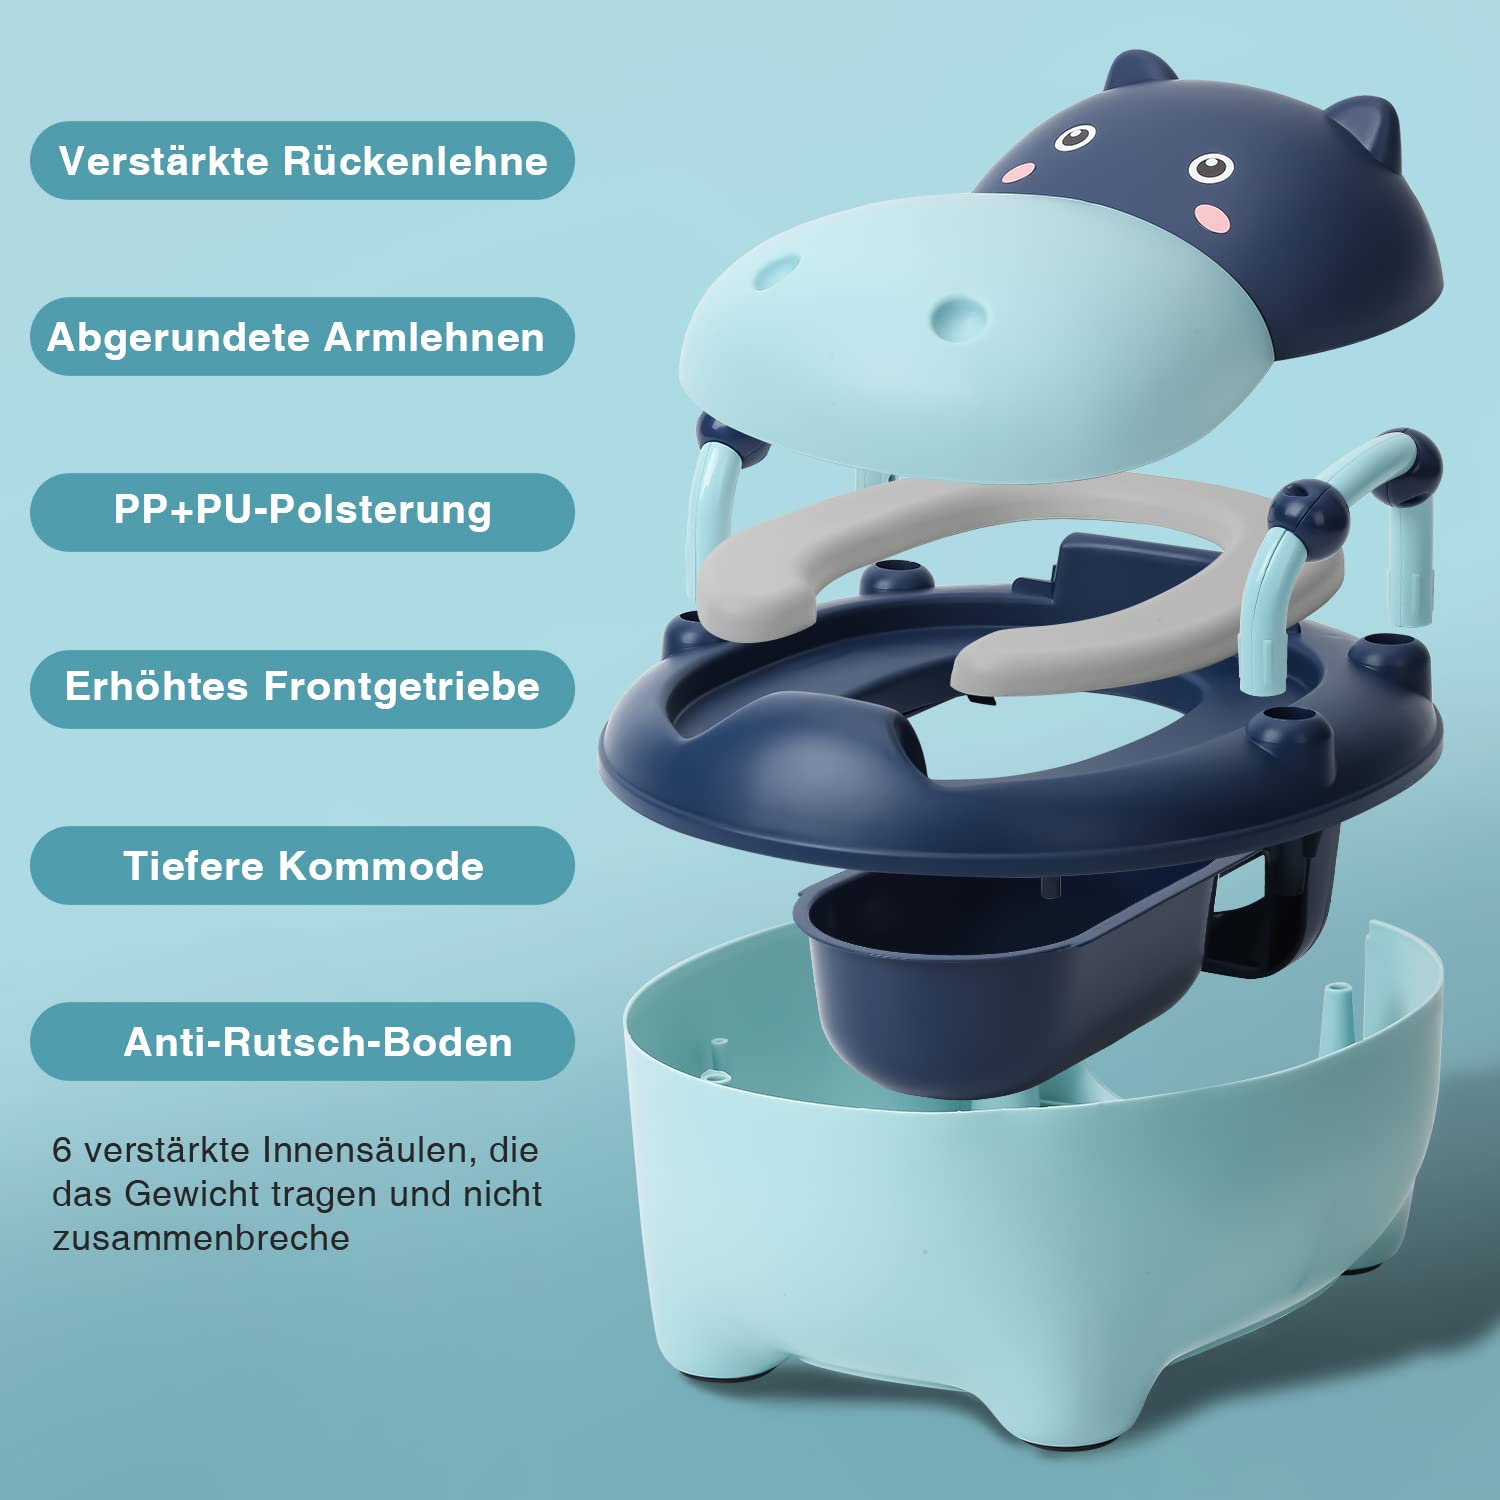 Verstärkte Rückenlehne
Abgerundete Armlehnen
PP+PU-Polsterung
Erhöhtes Frontgetriebe
Tiefere Kommode
Anti-Rutsch-Boden
6 verstärkte Innensäulen, die
das Gewicht tragen und nicht
zusammenbreche